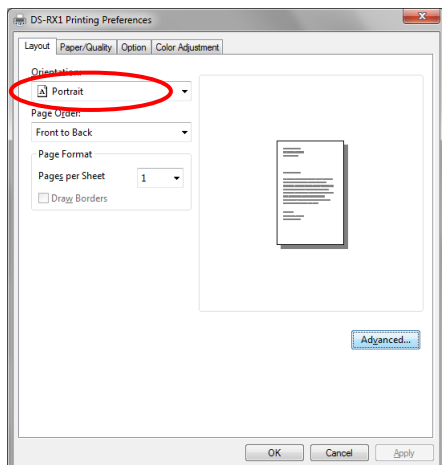 DS-RX1 Printing Preferences
Layout Paper/Quality Option Color Adjustment
Orientation:
Portrait
Page Order:
Front to Back
Page Format
Pages per Sheet 1
Draw Borders
Advanced...
OK Cancel Apply